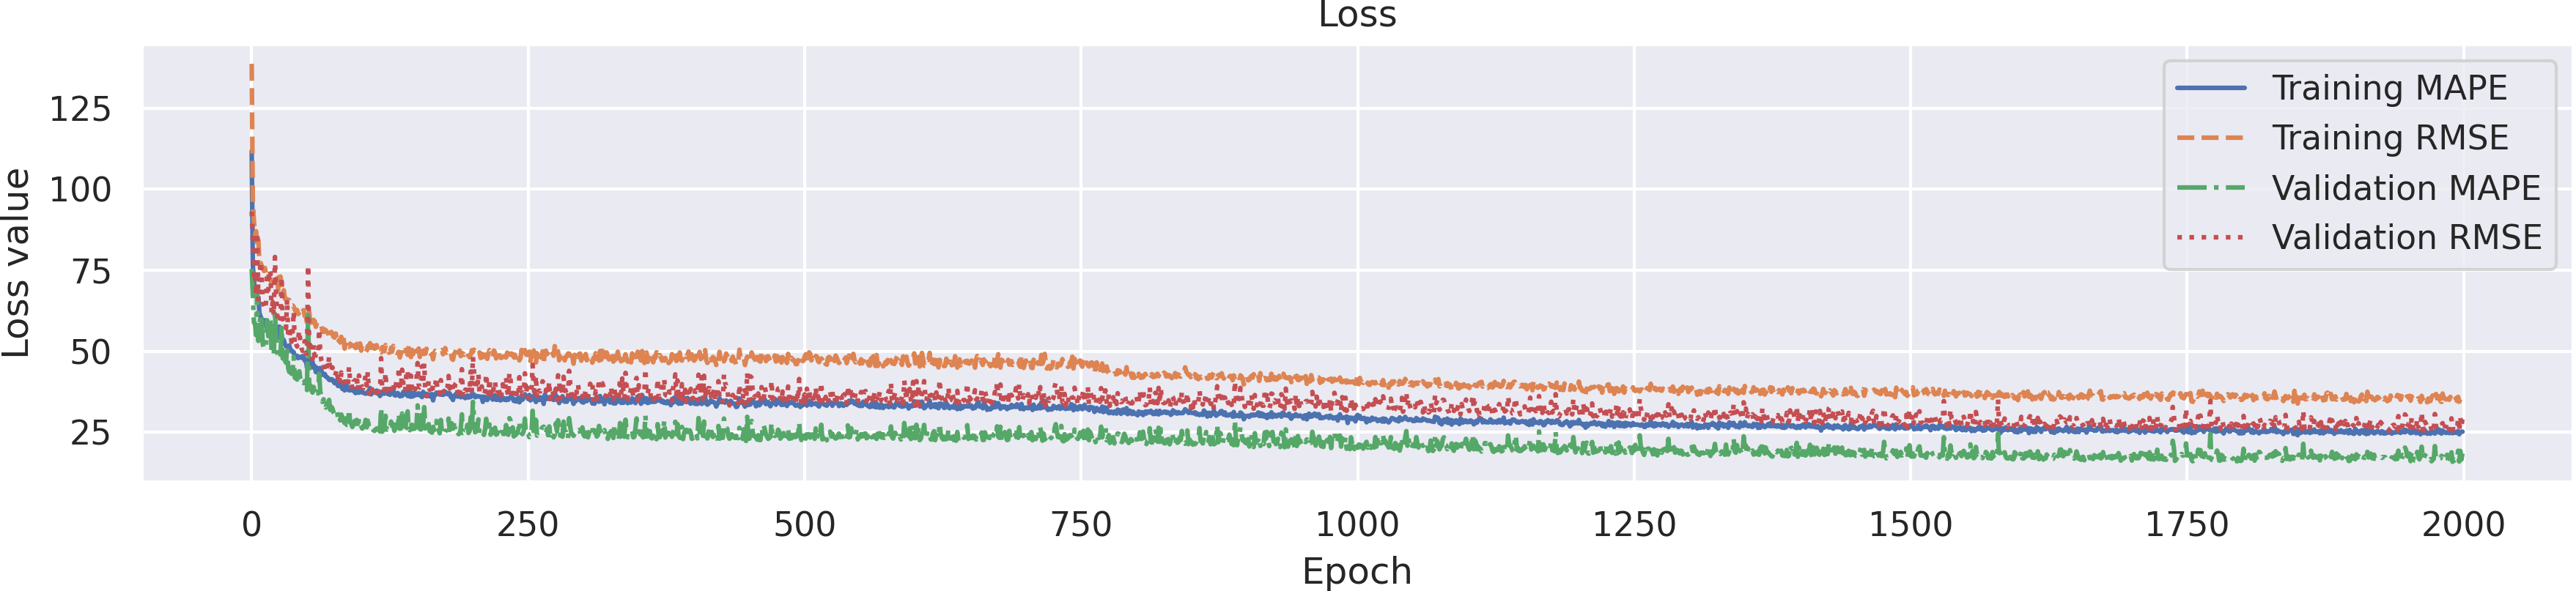 Loss
Loss value
125
100
75
50
25
Training MAPE
Training RMSE
Validation MAPE
Validation RMSE
0 250 500 750 1000 1250 1500 1750 2000
Epoch